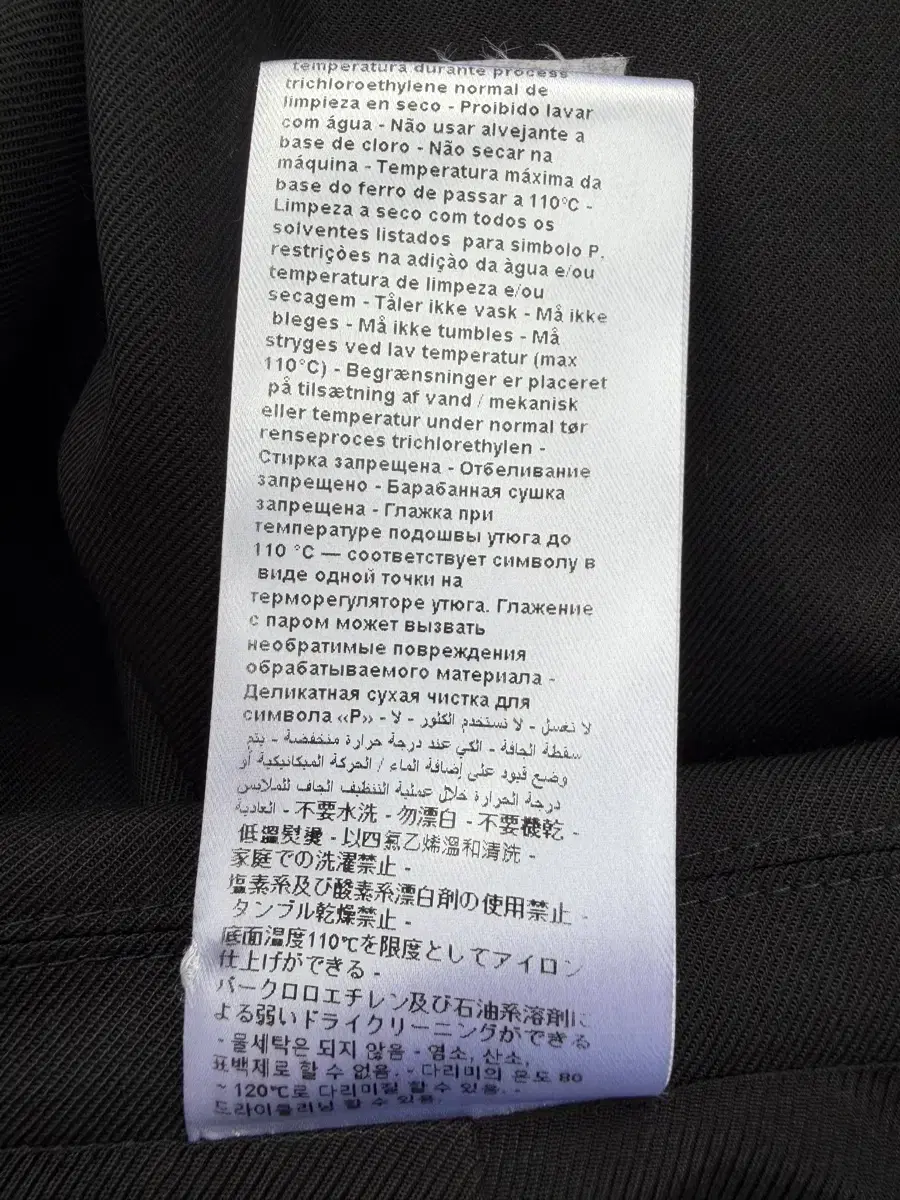 temperatura durante process
trichloroethylene normal de
limpieza en seco - Proibido lavar
com água - Não usar alvejante a
base de cloro - Não secar na
máquina - Temperatura máxima da
base do ferro de passar a 110°C -
Limpeza a seco com todos os
solventes listados para simbolo P.
restrições na adição da àgua e/ou
temperatura de limpeza e/ou
secagem - Tåler ikke vask - Må ikke
bleges - Må ikke tumbles - Må
stryges ved lav temperatur (max
110°C) - Begrænsninger er placeret
på tilsætning af vand / mekanisk
eller temperatur under normal tør
renseproces trichlorethylen -
Стирка запрещена - Отбеливание
запрещено - Барабанная сушка
запрещена - Глажка при
температуре подошвы утюга до
110 °C — соответствует символу в
виде одной точки на
терморегуляторе утюга. Глажение
с паром может вызвать
необратимые повреждения
обрабатываемого материала -
Деликатная сухая чистка для
символа «P» - لا تغسل - لا تستخدم الكلور - لا
سقطة الجافة - الكي عند درجة حرارة منخفضة - يتم
وضع قيود على إضافة الماء / الحركة الميكانيكية أو
درجة الحرارة خلال عملية التنظيف الجاف للملابس
العادية - 不要水洗 - 勿漂白 - 不要機乾 -
低溫熨燙 - 以四氯乙烯溫和清洗 -
家庭での洗濯禁止 -
塩素系及び酸素系漂白剤の使用禁止 -
タンブル乾燥禁止 -
底面温度110℃を限度としてアイロン
仕上げができる -
パークロロエチレン及び石油系溶剤に
よる弱いドライクリーニングができる
- 물세탁은 되지 않음 - 염소, 산소,
표백제로 할 수 없음. - 다리미의 온도 80
~ 120℃로 다리미질 할 수 있음. -
드라이클리닝 할 수 있음.